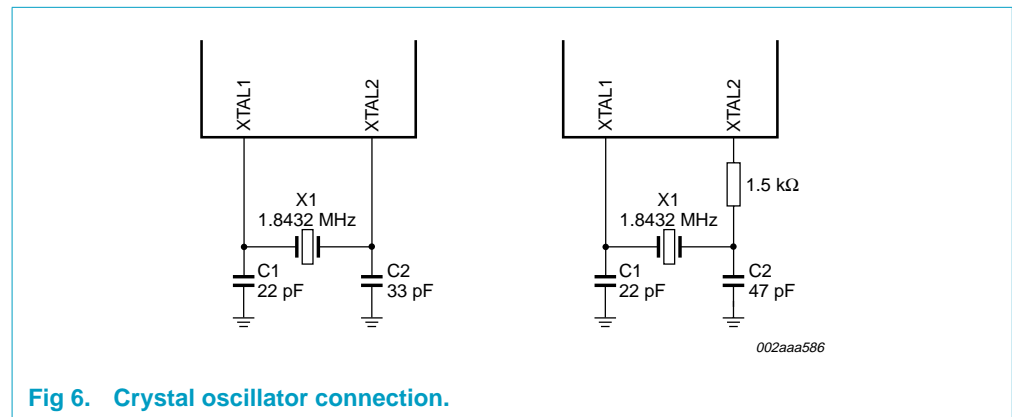 XTAL1
XTAL2
X1
1.8432 MHz
C1
22 pF
C2
33 pF
XTAL1
XTAL2
1.5 kΩ
X1
1.8432 MHz
C1
22 pF
C2
47 pF
002aaa586
Fig 6. Crystal oscillator connection.